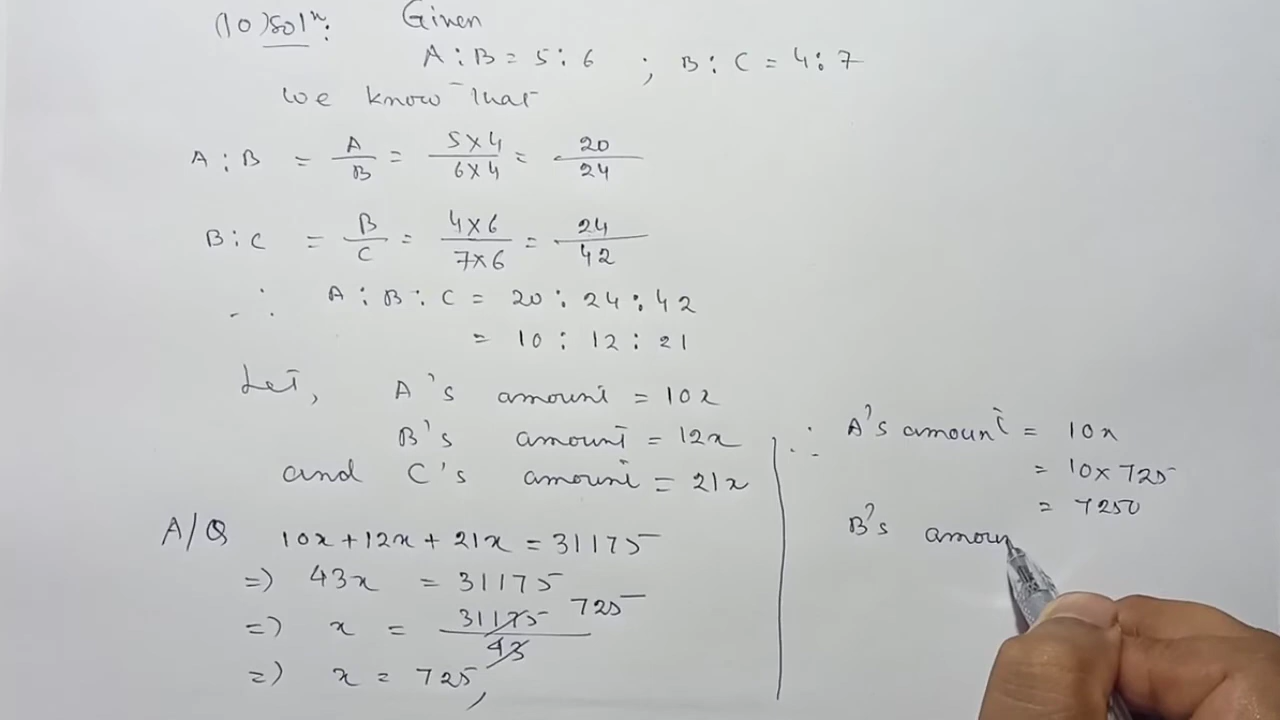 (10) solⁿ: Given
A : B = 5 : 6 ; B : C = 4 : 7
We know that
A : B = A/B = 5×4/6×4 = 20/24
B : C = B/C = 4×6/7×6 = 24/42
∴ A : B : C = 20 : 24 : 42
= 10 : 12 : 21
Let, A's amount = 10x
B's amount = 12x
and C's amount = 21x
A/Q 10x + 12x + 21x = 31175
=> 43x = 31175
=> x = 31175/43 725
=> x = 725,
∴ A's amount = 10x
= 10 × 725
= 7250
B's amoun